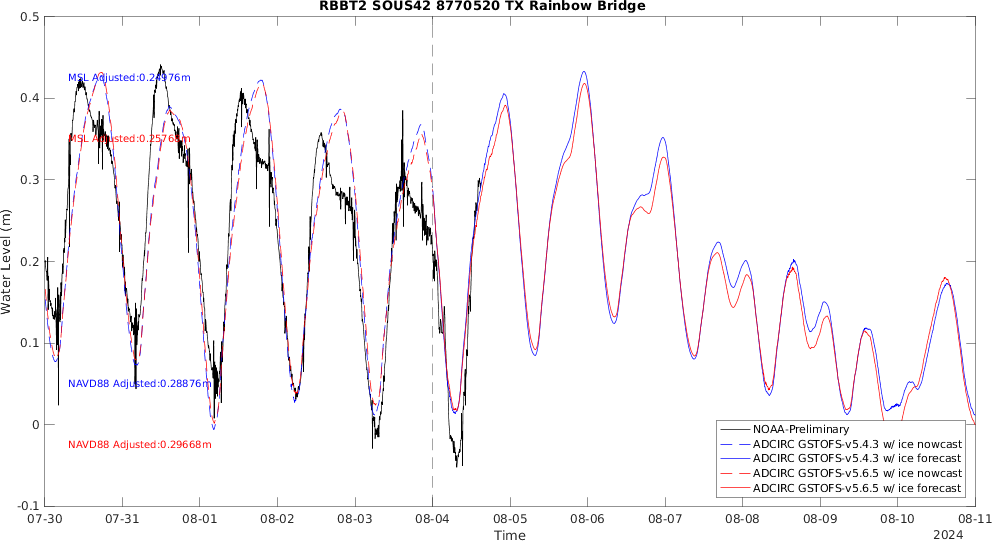 RBBT2 SOUS42 8770520 TX Rainbow Bridge
0.5
0.4
0.3
0.2
0.1
0
-0.1
Water Level (m)
MSL Adjusted:0.24976m
MSL Adjusted:0.25768m
NAVD88 Adjusted:0.28876m
NAVD88 Adjusted:0.29668m
NOAA-Preliminary
ADCIRC GSTOFS-v5.4.3 w/ ice nowcast
ADCIRC GSTOFS-v5.4.3 w/ ice forecast
ADCIRC GSTOFS-v5.6.5 w/ ice nowcast
ADCIRC GSTOFS-v5.6.5 w/ ice forecast
07-30 07-31 08-01 08-02 08-03 08-04 08-05 08-06 08-07 08-08 08-09 08-10 08-11
Time
2024